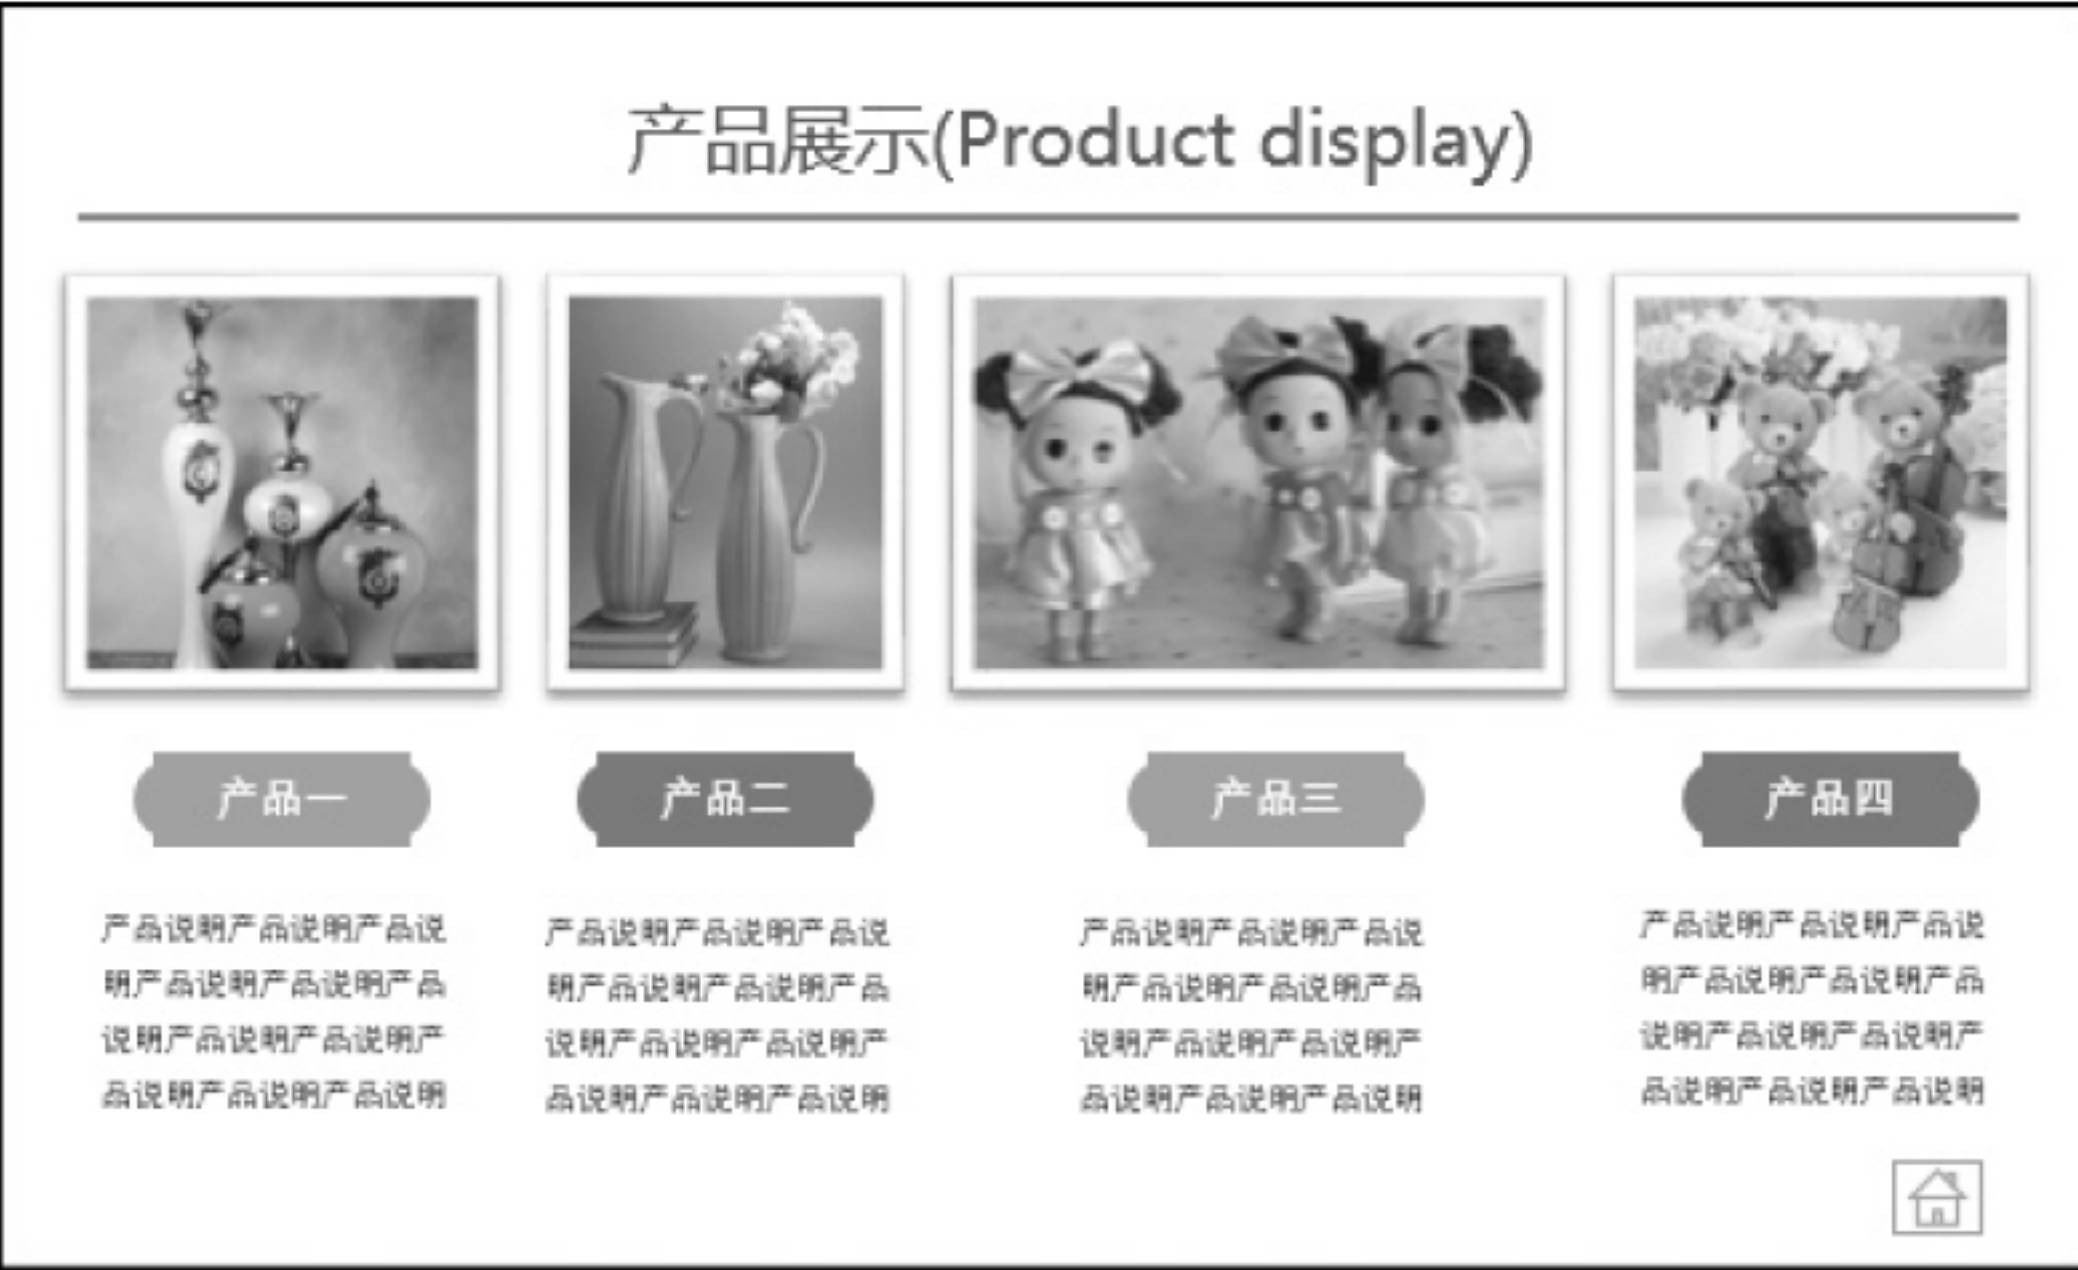 产品展示(Product display)
产品一
产品二
产品三
产品四
产品说明产品说明产品说
明产品说明产品说明产品
说明产品说明产品说明产
品说明产品说明产品说明
产品说明产品说明产品说
明产品说明产品说明产品
说明产品说明产品说明产
品说明产品说明产品说明
产品说明产品说明产品说
明产品说明产品说明产品
说明产品说明产品说明产
品说明产品说明产品说明
产品说明产品说明产品说
明产品说明产品说明产品
说明产品说明产品说明产
品说明产品说明产品说明